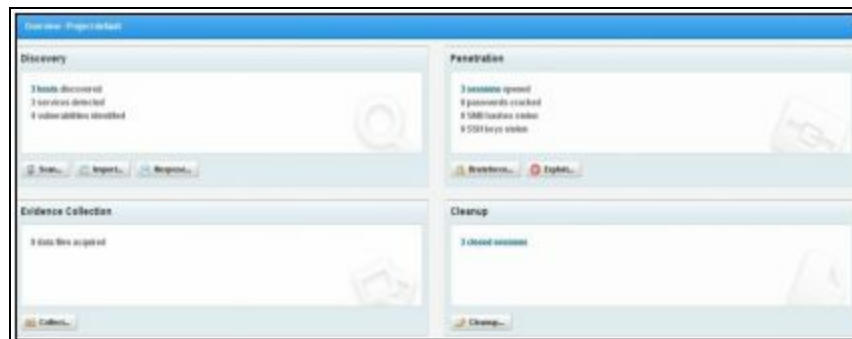 Overview - Project default
Discovery
3 hosts discovered
3 services detected
0 vulnerabilities identified
Scan...
Import...
Nexpose...
Penetration
3 sessions opened
0 passwords cracked
0 SMB hashes stolen
0 SSH keys stolen
Bruteforce...
Exploit...
Evidence Collection
0 data files acquired
Collect...
Cleanup
3 closed sessions
Cleanup...